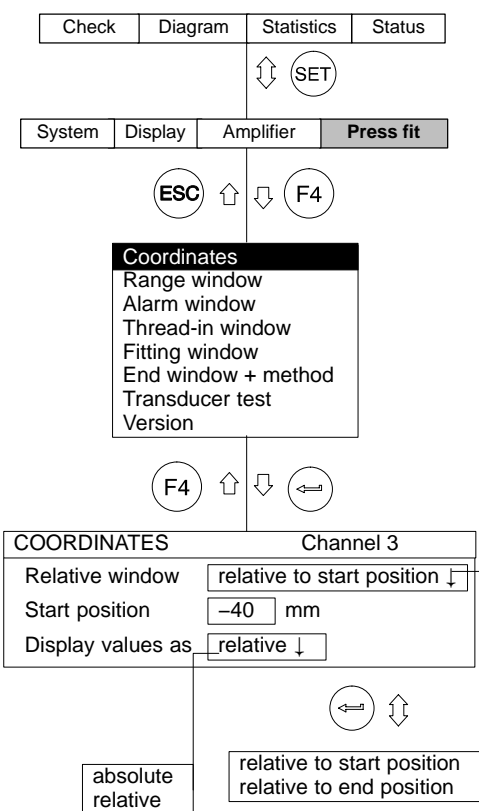 Check Diagram Statistics Status
SET
System Display Amplifier Press fit
ESC F4
Coordinates
Range window
Alarm window
Thread-in window
Fitting window
End window + method
Transducer test
Version
F4
COORDINATES Channel 3
Relative window relative to start position ↓
Start position −40 mm
Display values as relative ↓
relative to start position
relative to end position
absolute
relative